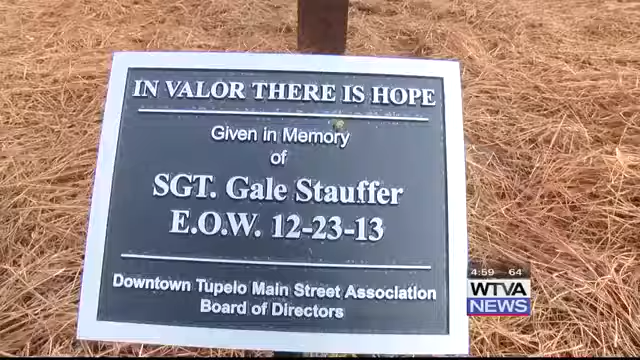 IN VALOR THERE IS HOPE
Given in Memory
of
SGT. Gale Stauffer
E.O.W. 12-23-13
Downtown Tupelo Main Street Association
Board of Directors
4:59 64
WTVA
NEWS